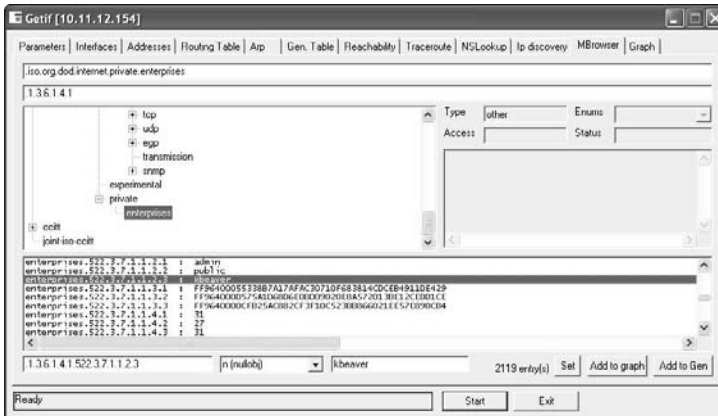 Getif [10.11.12.154]
Parameters | Interfaces | Addresses | Routing Table | Arp | Gen. Table | Reachability | Traceroute | NSLookup | Ip discovery | MBrowser | Graph
.iso.org.dod.internet.private.enterprises
.1.3.6.1.4.1
tcp
udp
egp
transmission
snmp
experimental
private
enterprises
ccitt
joint-iso-ccitt
Type other Enums
Access Status
enterprises.522.3.7.1.1.2.1 : admin
enterprises.522.3.7.1.1.2.2 : public
enterprises.522.3.7.1.1.2.3 : kbeaver
enterprises.522.3.7.1.1.3.1 :
enterprises.522.3.7.1.1.3.2 :
enterprises.522.3.7.1.1.3.3 :
enterprises.522.3.7.1.1.4.1 : 31
enterprises.522.3.7.1.1.4.2 : 27
enterprises.522.3.7.1.1.4.3 : 31
.1.3.6.1.4.1.522.3.7.1.1.2.3 n (nullobj) kbeaver 2119 entry(s) Set Add to graph Add to Gen
Ready Start Exit